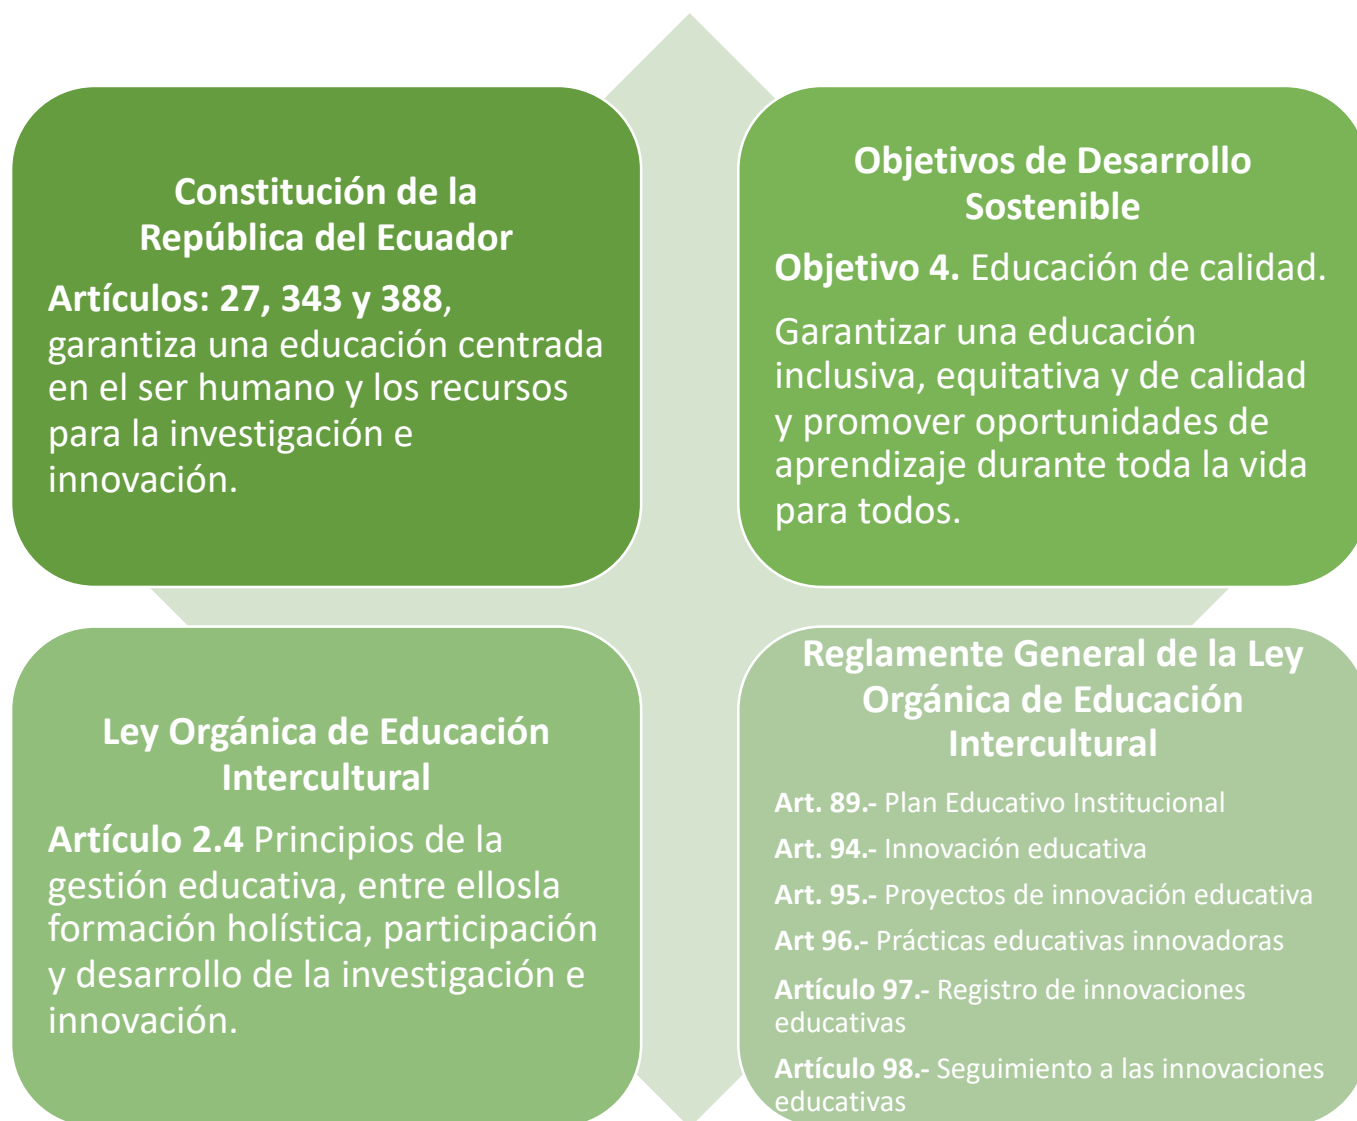 Constitución de la
República del Ecuador
Artículos: 27, 343 y 388,
garantiza una educación centrada
en el ser humano y los recursos
para la investigación e
innovación.
Objetivos de Desarrollo
Sostenible
Objetivo 4. Educación de calidad.
Garantizar una educación
inclusiva, equitativa y de calidad
y promover oportunidades de
aprendizaje durante toda la vida
para todos.
Ley Orgánica de Educación
Intercultural
Artículo 2.4 Principios de la
gestión educativa, entre ellosla
formación holística, participación
y desarrollo de la investigación e
innovación.
Reglamente General de la Ley
Orgánica de Educación
Intercultural
Art. 89.- Plan Educativo Institucional
Art. 94.- Innovación educativa
Art. 95.- Proyectos de innovación educativa
Art 96.- Prácticas educativas innovadoras
Artículo 97.- Registro de innovaciones
educativas
Artículo 98.- Seguimiento a las innovaciones
educativas